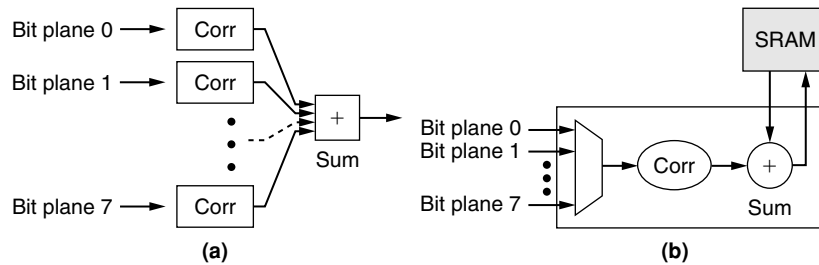 Bit plane 0
Corr
Bit plane 1
Corr
+
Sum
Bit plane 7
Corr
(a)
SRAM
Bit plane 0
Bit plane 1
Corr
+
Bit plane 7
Sum
(b)